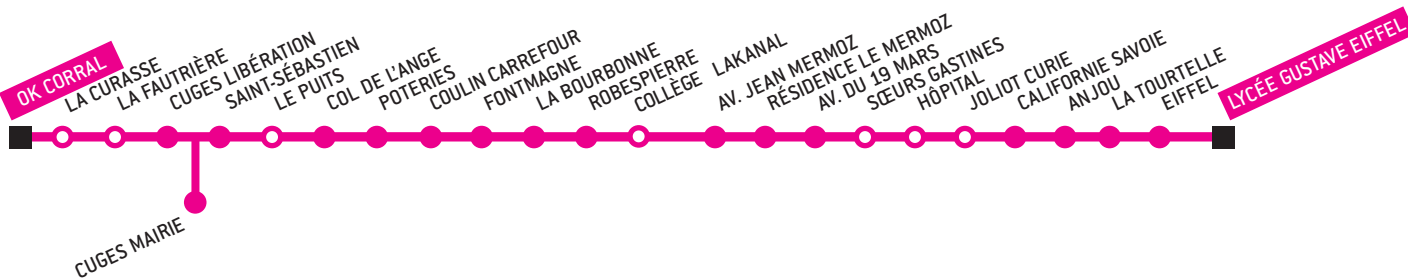 OK CORRAL
LA CURASSE
LA FAUTRIÈRE
CUGES LIBÉRATION
SAINT-SÉBASTIEN
LE PUITS
COL DE L'ANGE
POTERIES
COULIN CARREFOUR
FONTMAGNE
LA BOURBONNE
ROBESPIERRE
COLLÈGE LAKANAL
AV. JEAN MERMOZ
RÉSIDENCE LE MERMOZ
AV. DU 19 MARS
SŒURS GASTINES
HÔPITAL
JOLIOT CURIE
CALIFORNIE SAVOIE
ANJOU
LA TOURTELLE
EIFFEL
LYCÉE GUSTAVE EIFFEL
CUGES MAIRIE